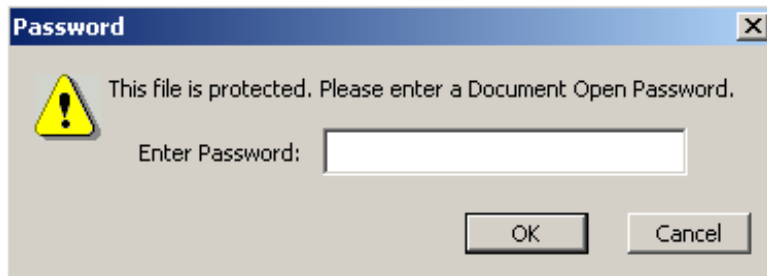 Password
This file is protected. Please enter a Document Open Password.
Enter Password:
OK Cancel